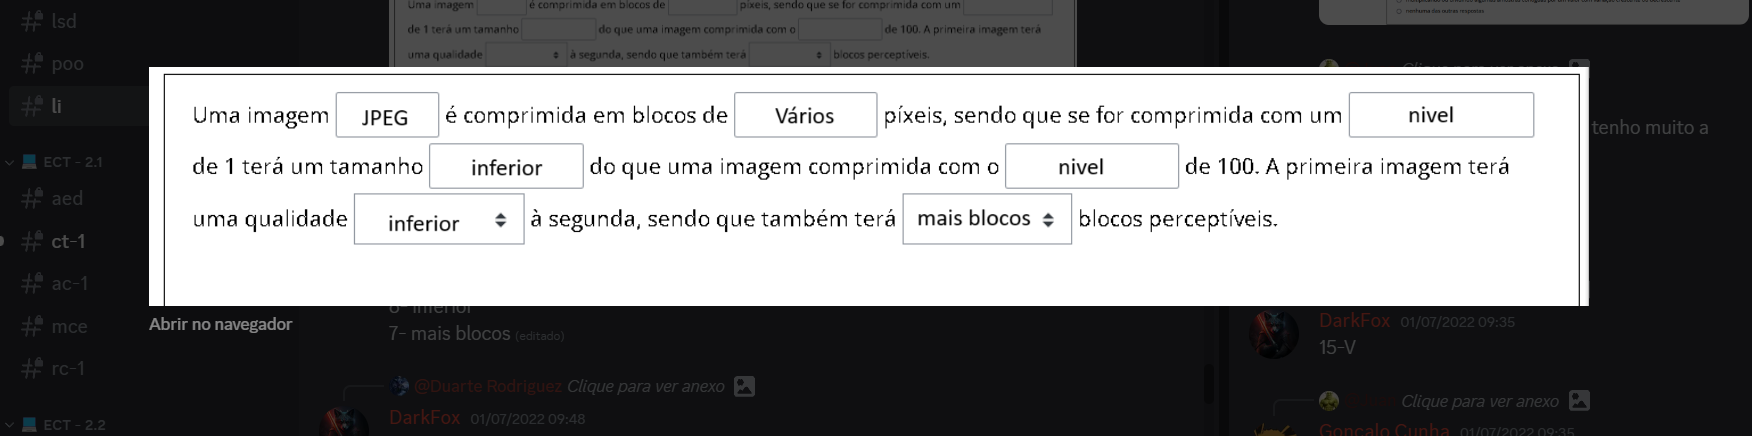 lsd
poo
li
ECT - 2.1
aed
ct-1
ac-1
mce
rc-1
ECT - 2.2
Uma imagem é comprimida em blocos de píxeis, sendo que se for comprimida com um
de 1 terá um tamanho do que uma imagem comprimida com o de 100. A primeira imagem terá
uma qualidade à segunda, sendo que também terá blocos perceptíveis.
Uma imagem JPEG é comprimida em blocos de Vários píxeis, sendo que se for comprimida com um nivel
de 1 terá um tamanho inferior do que uma imagem comprimida com o nivel de 100. A primeira imagem terá
uma qualidade inferior à segunda, sendo que também terá mais blocos blocos perceptíveis.
Abrir no navegador
6- inferior
7- mais blocos (editado)
@Duarte Rodriguez Clique para ver anexo
DarkFox 01/07/2022 09:48
nenhuma das outras respostas
Clique para ver anexo
tenho muito a
DarkFox 01/07/2022 09:35
15-V
Clique para ver anexo
Gonçalo Cunha 01/07/2022 09:35